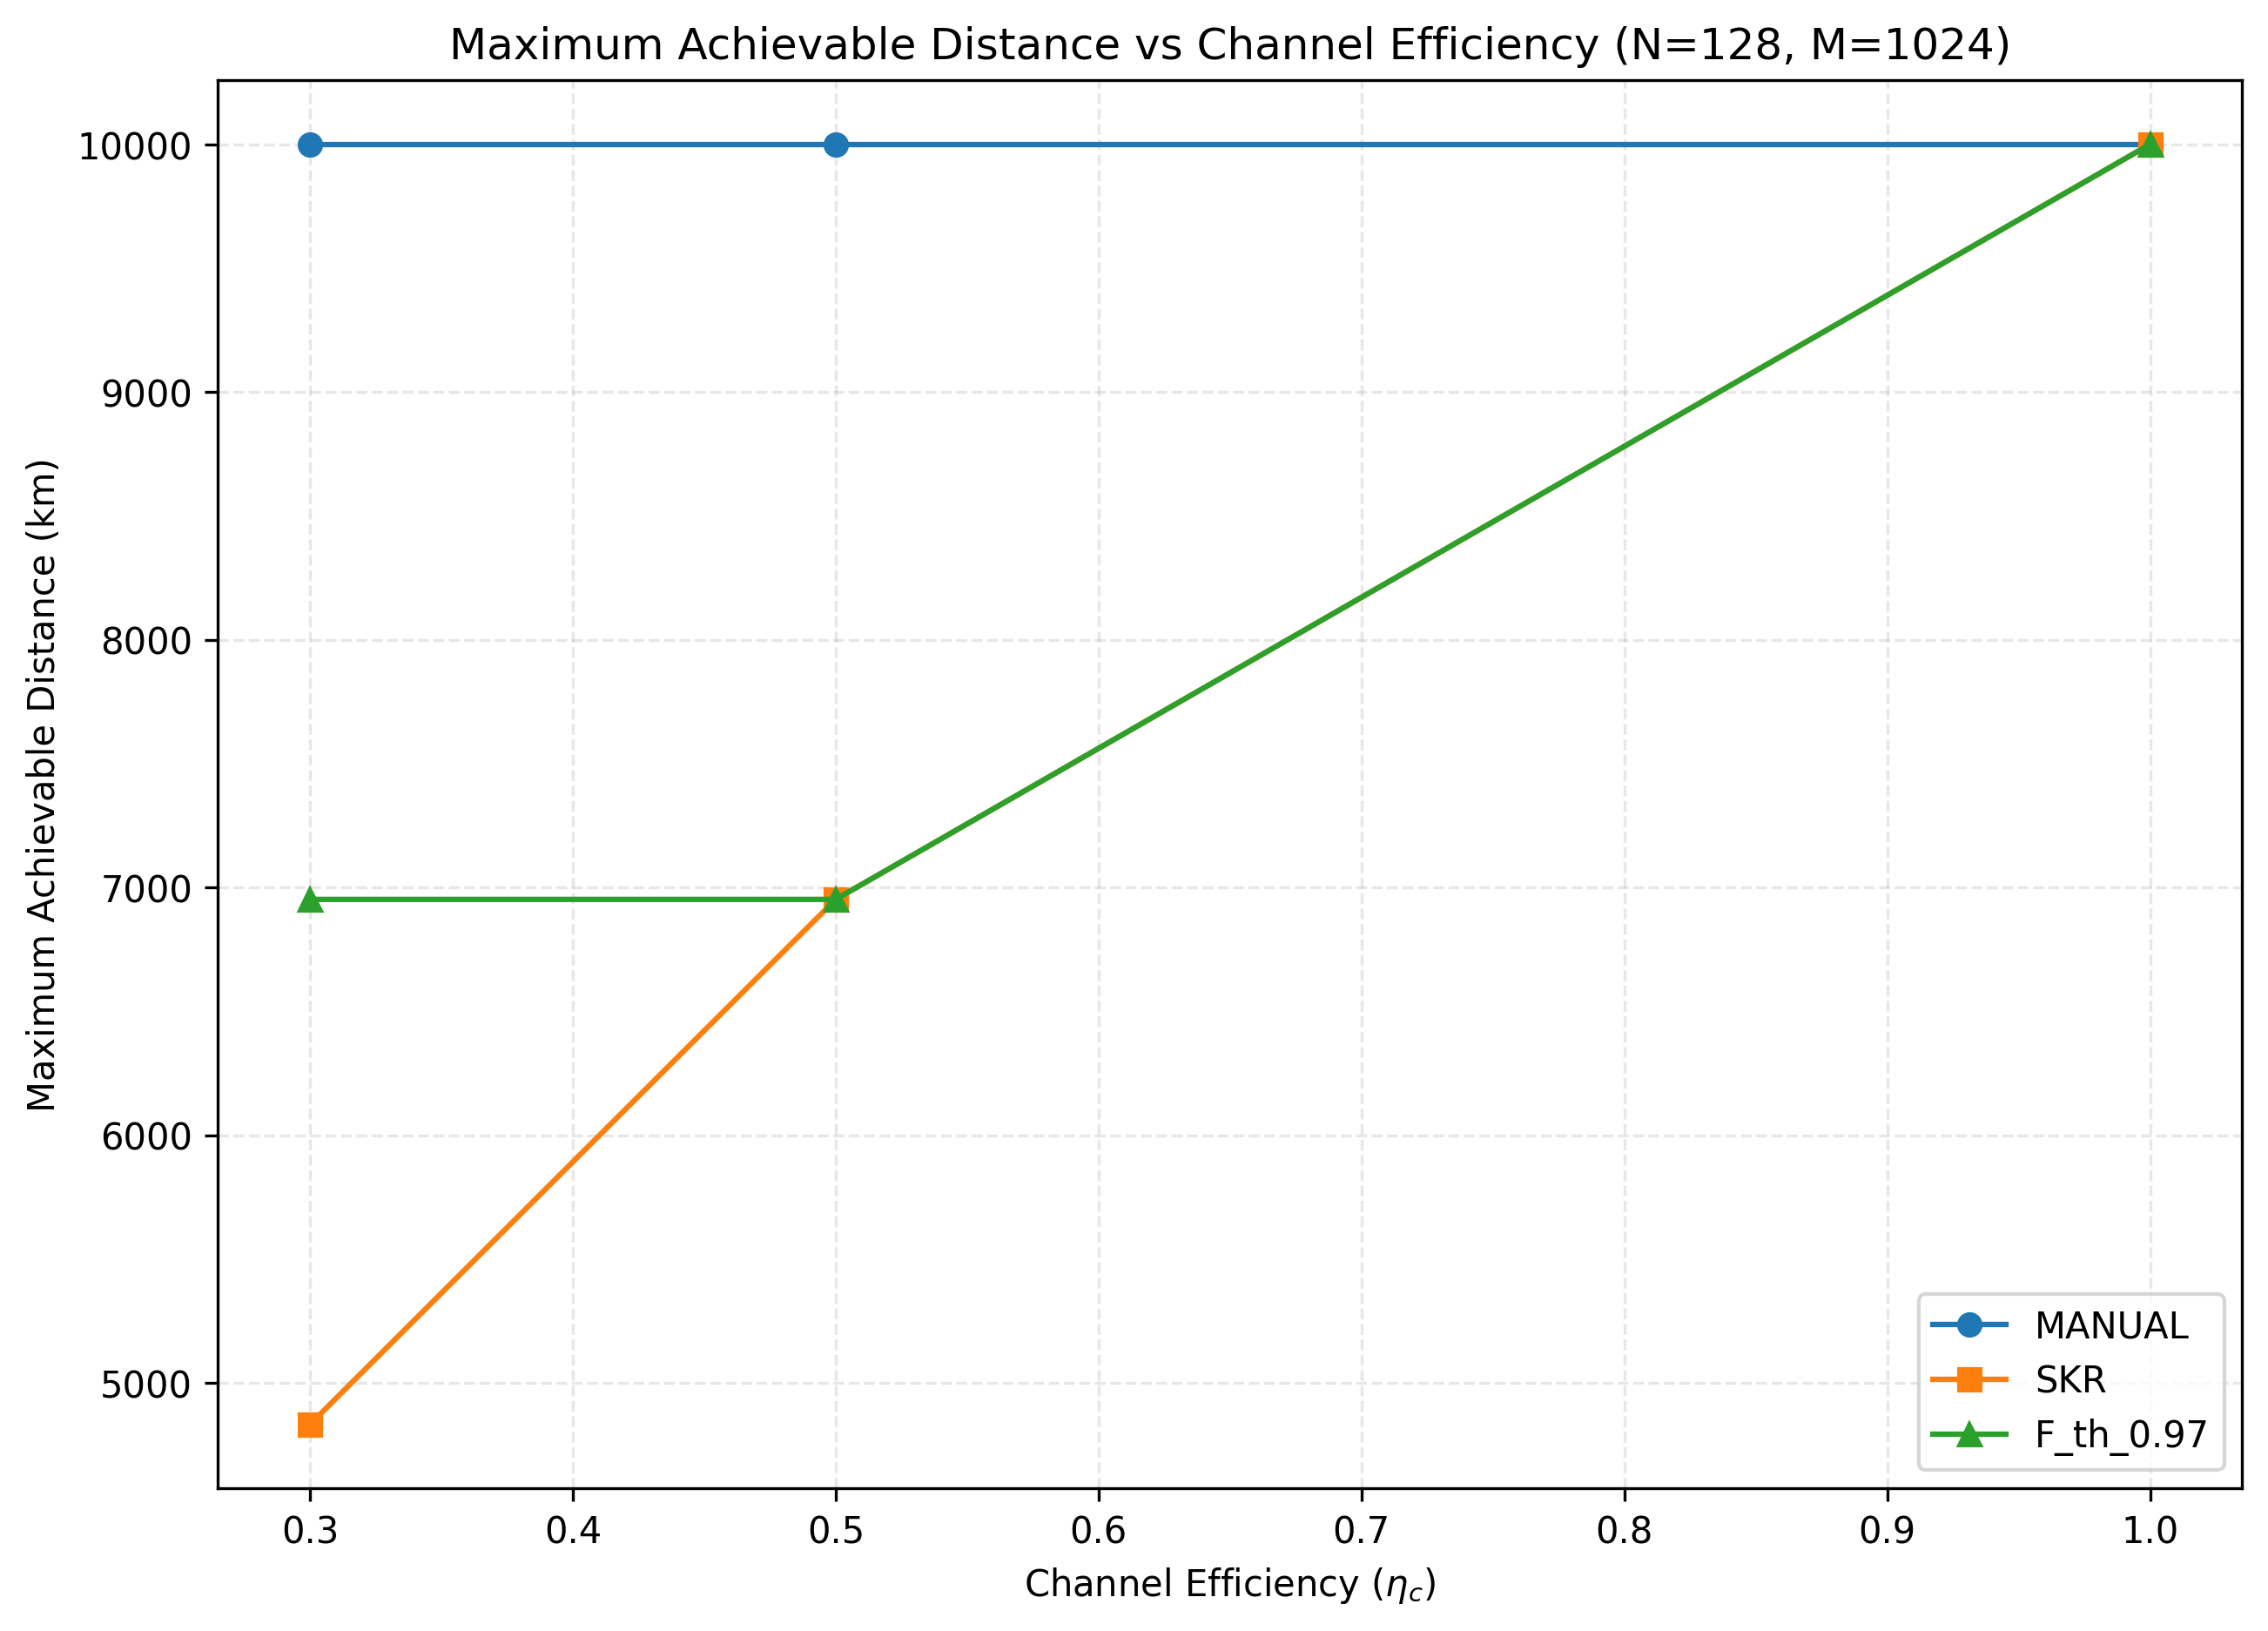 Maximum Achievable Distance vs Channel Efficiency (N=128, M=1024)
Maximum Achievable Distance (km)
10000
9000
8000
7000
6000
5000
0.3 0.4 0.5 0.6 0.7 0.8 0.9 1.0
Channel Efficiency (η_c)
MANUAL
SKR
F_th_0.97